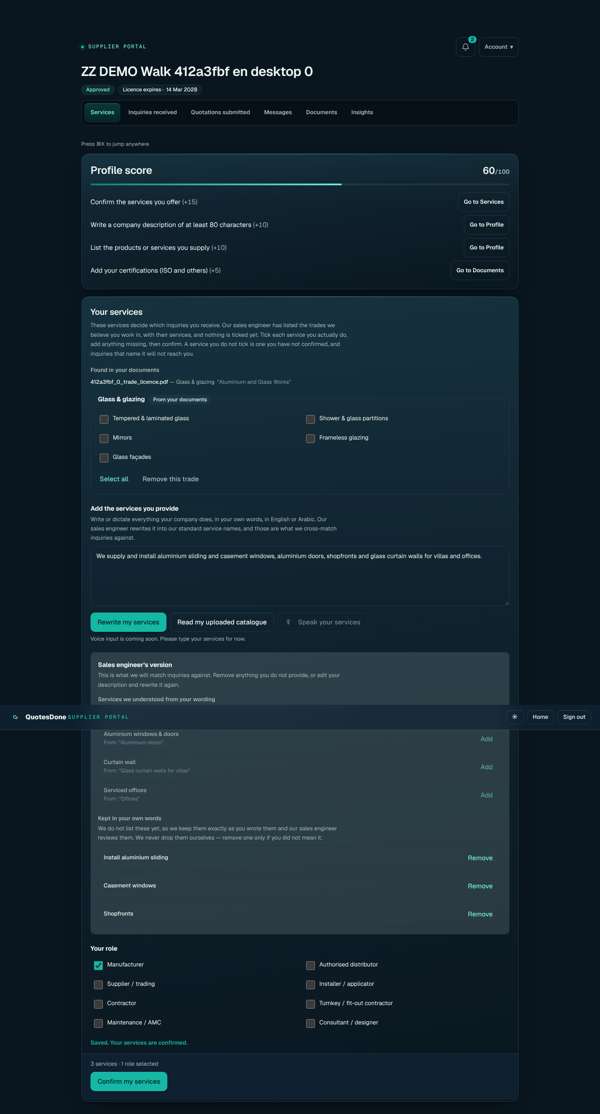 SUPPLIER PORTAL
2
Account ▾
ZZ DEMO Walk 412a3fbf en desktop 0
Approved
Licence expires · 14 Mar 2028
Services
Inquiries received
Quotations submitted
Messages
Documents
Insights
Press ⌘K to jump anywhere
Profile score
60/100
Confirm the services you offer (+15)
Go to Services
Write a company description of at least 80 characters (+10)
Go to Profile
List the products or services you supply (+10)
Go to Profile
Add your certifications (ISO and others) (+5)
Go to Documents
Your services
These services decide which inquiries you receive. Our sales engineer has listed the trades we
believe you work in, with their services, and nothing is ticked yet. Tick each service you actually do,
add anything missing, then confirm. A service you do not tick is one you have not confirmed, and
inquiries that name it will not reach you.
Found in your documents
412a3fbf_0_trade_licence.pdf — Glass & glazing "Aluminium and Glass Works"
Glass & glazing
From your documents
Tempered & laminated glass
Shower & glass partitions
Mirrors
Frameless glazing
Glass façades
Select all
Remove this trade
Add the services you provide
Write or dictate everything your company does, in your own words, in English or Arabic. Our
sales engineer rewrites it into our standard service names, and those are what we cross-match
inquiries against.
We supply and install aluminium sliding and casement windows, aluminium doors, shopfronts and glass curtain walls for villas and offices.
Rewrite my services
Read my uploaded catalogue
Speak your services
Voice input is coming soon. Please type your services for now.
Sales engineer's version
This is what we will match inquiries against. Remove anything you do not provide, or edit your
description and rewrite it again.
Services we understood from your wording
QuotesDone SUPPLIER PORTAL
Home
Sign out
Aluminium windows & doors
From: "Aluminium doors"
Add
Curtain wall
From: "Glass curtain walls for villas"
Add
Serviced offices
From: "Offices"
Add
Kept in your own words
We do not list these yet, so we keep them exactly as you wrote them and our sales engineer
reviews them. We never drop them ourselves — remove one only if you did not mean it.
Install aluminium sliding
Remove
Casement windows
Remove
Shopfronts
Remove
Your role
Manufacturer
Authorised distributor
Supplier / trading
Installer / applicator
Contractor
Turnkey / fit-out contractor
Maintenance / AMC
Consultant / designer
Saved. Your services are confirmed.
3 services · 1 role selected
Confirm my services